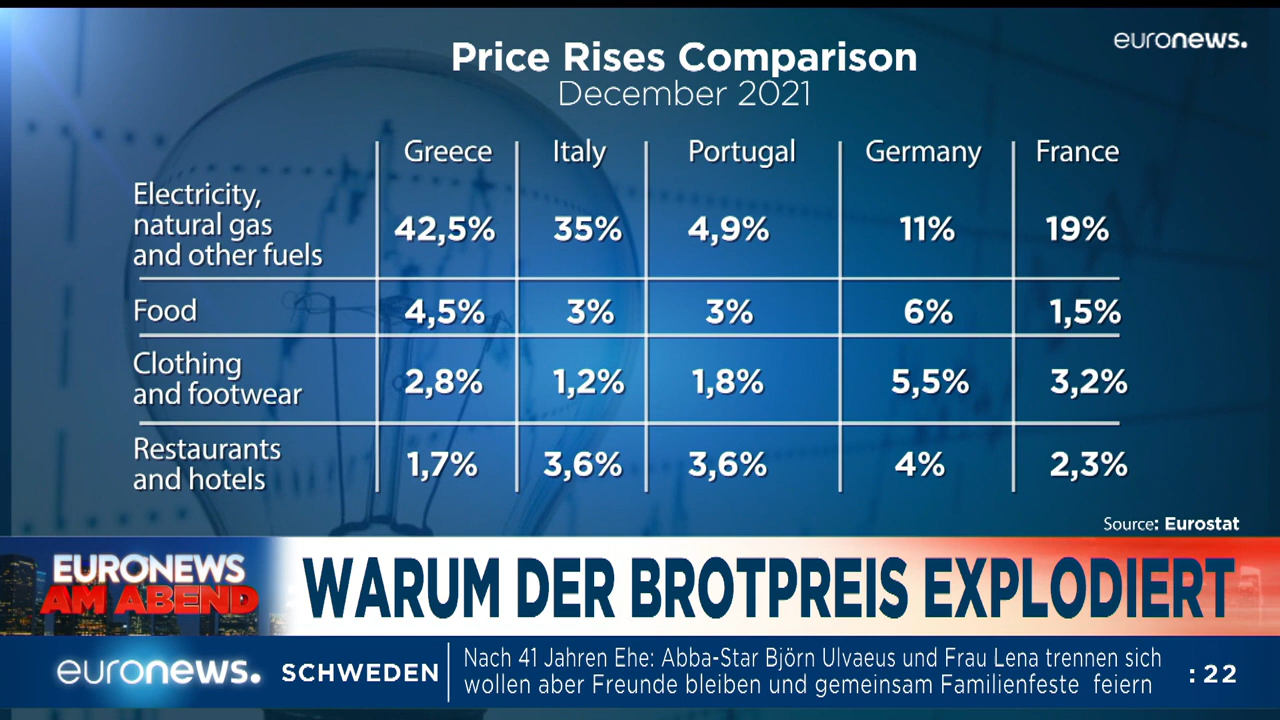 euronews.
Price Rises Comparison
December 2021
Greece Italy Portugal Germany France
Electricity,
natural gas
and other fuels
42,5% 35% 4,9% 11% 19%
Food 4,5% 3% 3% 6% 1,5%
Clothing
and footwear
2,8% 1,2% 1,8% 5,5% 3,2%
Restaurants
and hotels
1,7% 3,6% 3,6% 4% 2,3%
Source: Eurostat
EURONEWS
AM ABEND
WARUM DER BROTPREIS EXPLODIERT
euronews. SCHWEDEN
Nach 41 Jahren Ehe: Abba-Star Björn Ulvaeus und Frau Lena trennen sich
wollen aber Freunde bleiben und gemeinsam Familienfeste feiern
:22